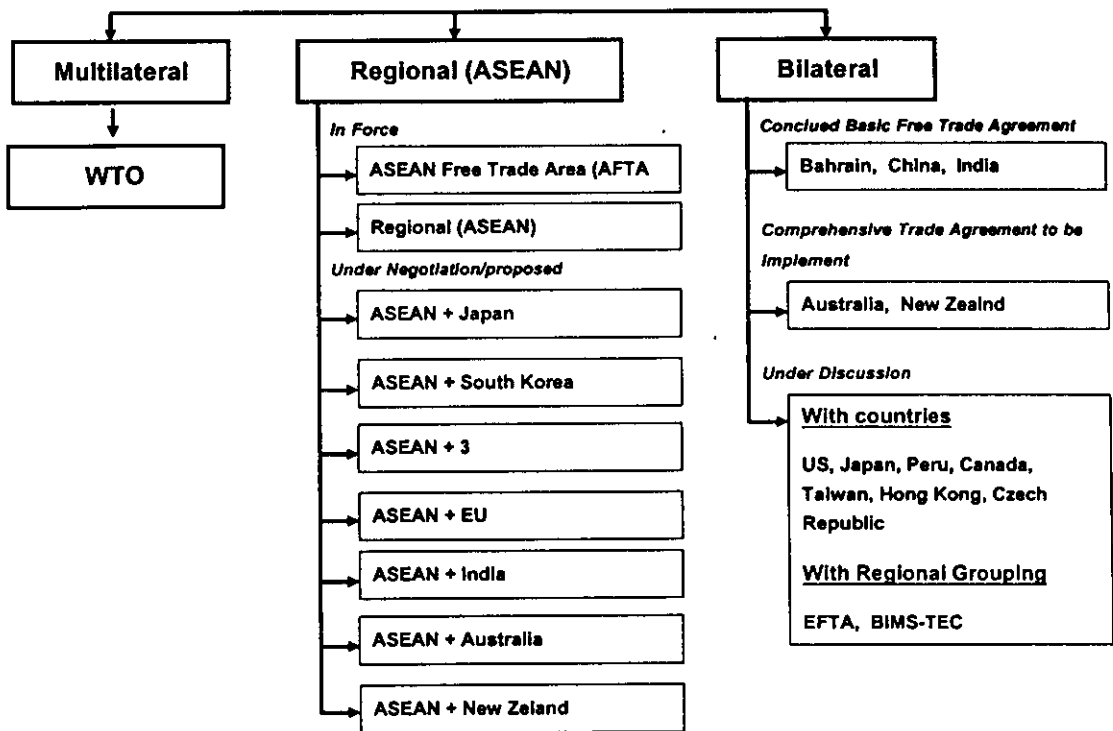 Multilateral
WTO
Regional (ASEAN)
In Force
ASEAN Free Trade Area (AFTA
Regional (ASEAN)
Under Negotiation/proposed
ASEAN + Japan
ASEAN + South Korea
ASEAN + 3
ASEAN + EU
ASEAN + India
ASEAN + Australia
ASEAN + New Zeland
Bilateral
Conclued Basic Free Trade Agreement
Bahrain, China, India
Comprehensive Trade Agreement to be
Implement
Australia, New Zealnd
Under Discussion
With countries
US, Japan, Peru, Canada,
Taiwan, Hong Kong, Czech
Republic
With Regional Grouping
EFTA, BIMS-TEC